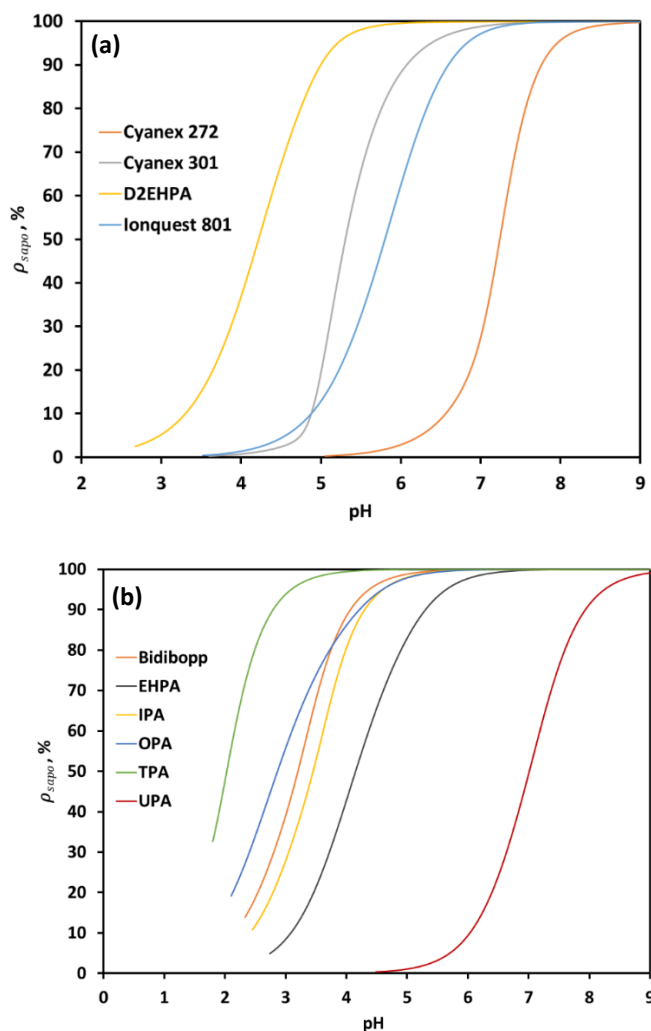 100
(a)
90
80
Cyanex 272
70
Cyanex 301
60
D2EHPA
50
Ionquest 801
40
30
20
10
0
ρsapo, %
2 3 4 5 6 7 8 9
pH
100
(b)
90
80
Bidibopp
70
EHPA
60
IPA
50
OPA
40
TPA
30
UPA
20
10
0
ρsapo, %
0 1 2 3 4 5 6 7 8 9
pH